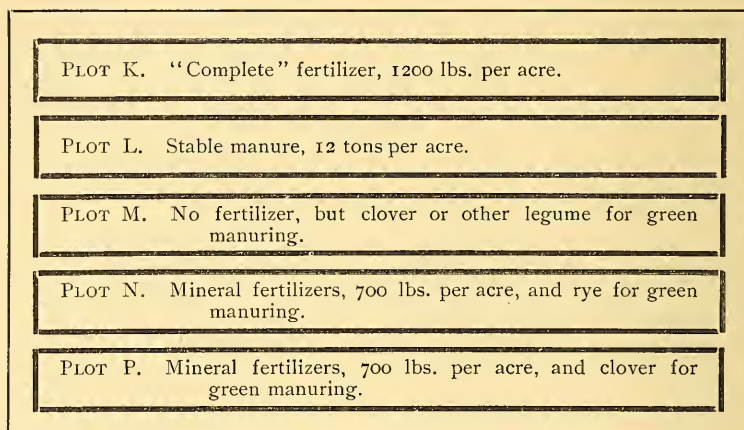 PLOT K. "Complete" fertilizer, 1200 lbs. per acre.
PLOT L. Stable manure, 12 tons per acre.
PLOT M. No fertilizer, but clover or other legume for green
manuring.
PLOT N. Mineral fertilizers, 700 lbs. per acre, and rye for green
manuring.
PLOT P. Mineral fertilizers, 700 lbs. per acre, and clover for
green manuring.